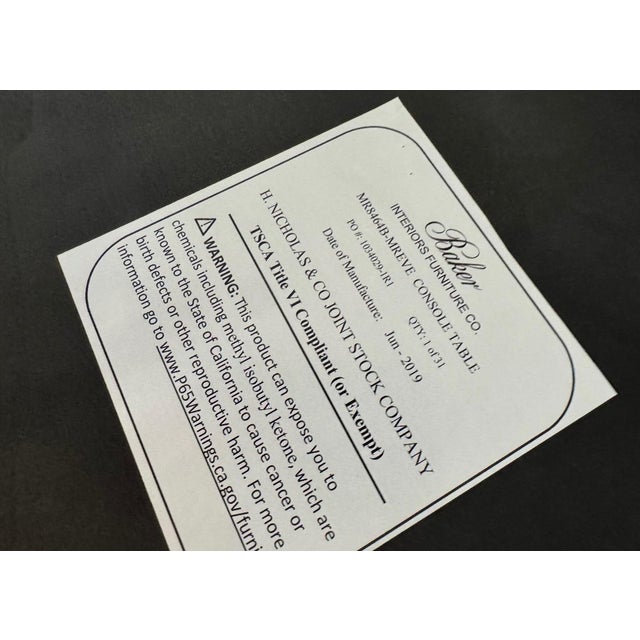 Baker
INTERIORS FURNITURE CO.
MR8464B-MREVE CONSOLE TABLE
PO #: 1034029-JR1 QTY: 1 of 31
Date of Manufacture: Jun - 2019
H. NICHOLAS & CO JOINT STOCK COMPANY
TSCA Title VI Compliant (or Exempt)
⚠ WARNING: This product can expose you to
chemicals including methyl isobutyl ketone, which are
known to the State of California to cause cancer or
birth defects or other reproductive harm. For more
information go to www.P65Warnings.ca.gov/furni